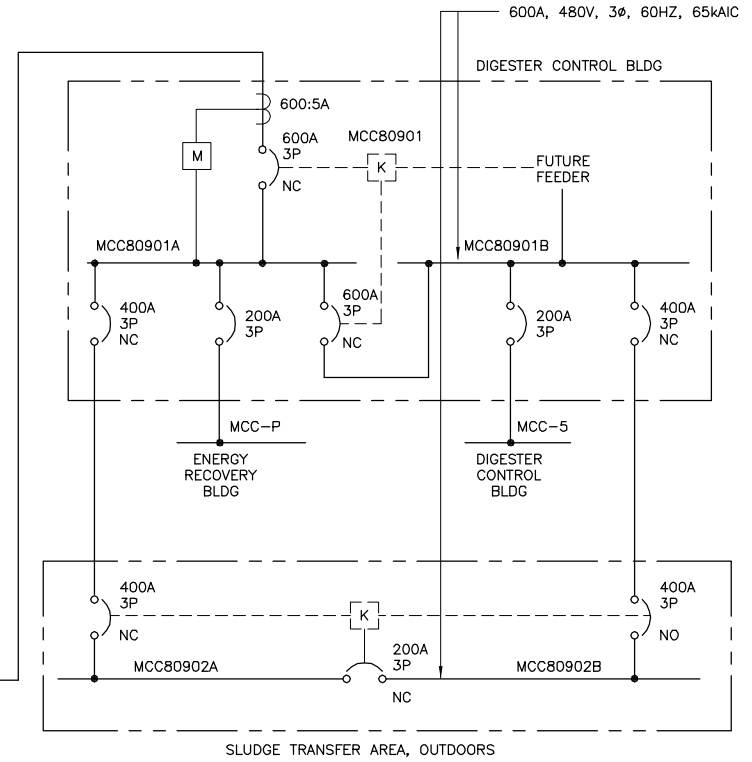 600A, 480V, 3ø, 60HZ, 65kAIC
DIGESTER CONTROL BLDG
600:5A
600A
3P
NC
MCC80901
M
K
FUTURE
FEEDER
MCC80901A
MCC80901B
400A
3P
NC
200A
3P
600A
3P
NC
200A
3P
400A
3P
NC
MCC-P
MCC-5
ENERGY
RECOVERY
BLDG
DIGESTER
CONTROL
BLDG
400A
3P
NC
K
400A
3P
NO
200A
3P
NC
MCC80902A
MCC80902B
SLUDGE TRANSFER AREA, OUTDOORS